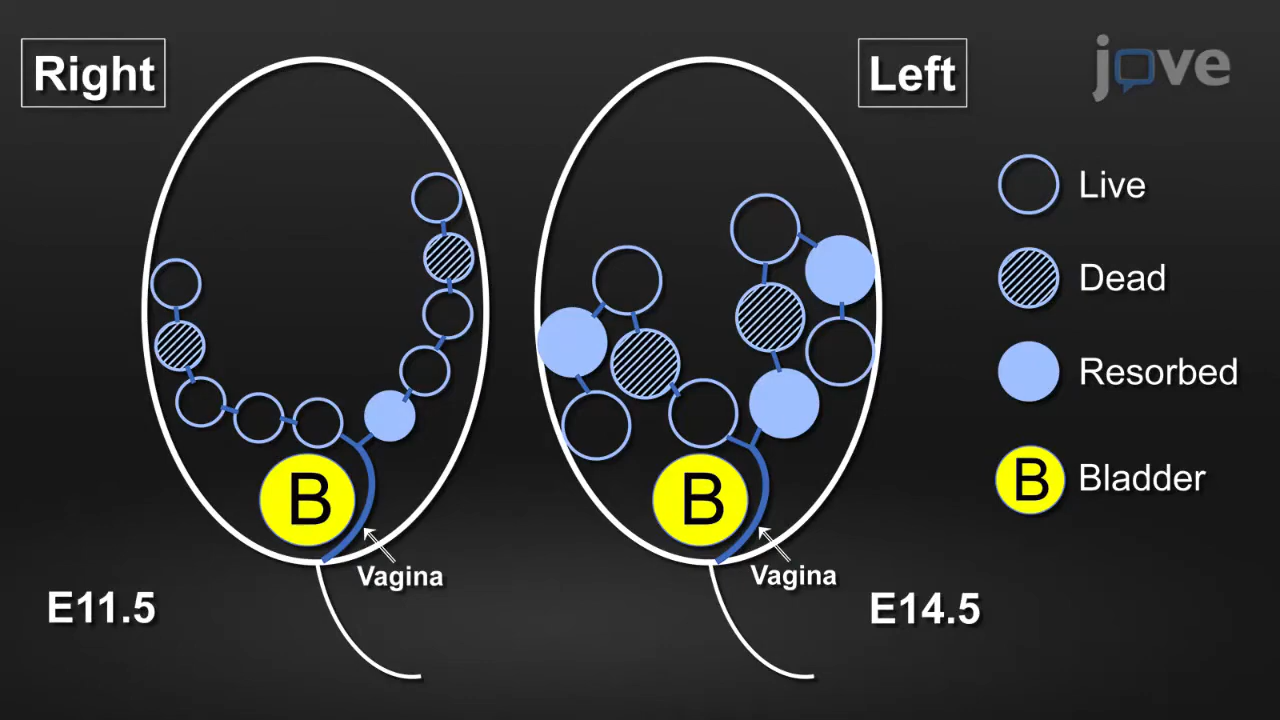 Right
Left
jove
Live
Dead
Resorbed
B
Bladder
B
B
Vagina
Vagina
E11.5
E14.5